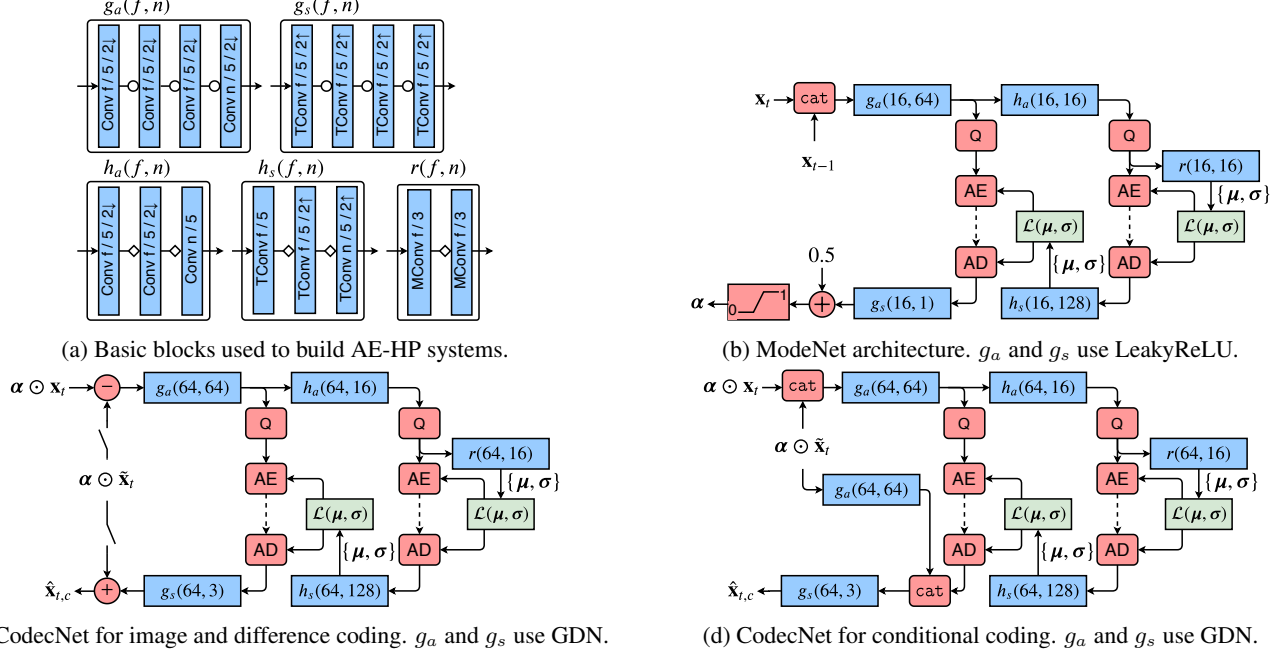 g_a(f, n)
g_s(f, n)
Conv f / 5 / 2↓
Conv f / 5 / 2↓
Conv f / 5 / 2↓
Conv n / 5 / 2↓
TConv f / 5 / 2↑
TConv f / 5 / 2↑
TConv f / 5 / 2↑
TConv f / 5 / 2↑
h_a(f, n)
h_s(f, n)
r(f, n)
Conv f / 5 / 2↓
Conv f / 5 / 2↓
Conv n / 5
TConv f / 5
TConv f / 5 / 2↑
TConv n / 5 / 2↑
MConv f / 3
MConv f / 3
(a) Basic blocks used to build AE-HP systems.
x_t
cat
g_a(16, 64)
h_a(16, 16)
Q
Q
x_{t−1}
r(16, 16)
AE
AE
{μ, σ}
ℒ(μ, σ)
ℒ(μ, σ)
0.5
AD
{μ, σ}
AD
α
0
1
+
g_s(16, 1)
h_s(16, 128)
(b) ModeNet architecture. g_a and g_s use LeakyReLU.
α ⊙ x_t
−
g_a(64, 64)
h_a(64, 16)
Q
Q
r(64, 16)
α ⊙ x̃_t
AE
AE
{μ, σ}
ℒ(μ, σ)
ℒ(μ, σ)
AD
{μ, σ}
AD
x̂_{t,c}
+
g_s(64, 3)
h_s(64, 128)
CodecNet for image and difference coding. g_a and g_s use GDN.
α ⊙ x_t
cat
g_a(64, 64)
h_a(64, 16)
Q
Q
α ⊙ x̃_t
r(64, 16)
g_a(64, 64)
AE
AE
{μ, σ}
ℒ(μ, σ)
ℒ(μ, σ)
AD
{μ, σ}
AD
x̂_{t,c}
g_s(64, 3)
cat
h_s(64, 128)
(d) CodecNet for conditional coding. g_a and g_s use GDN.